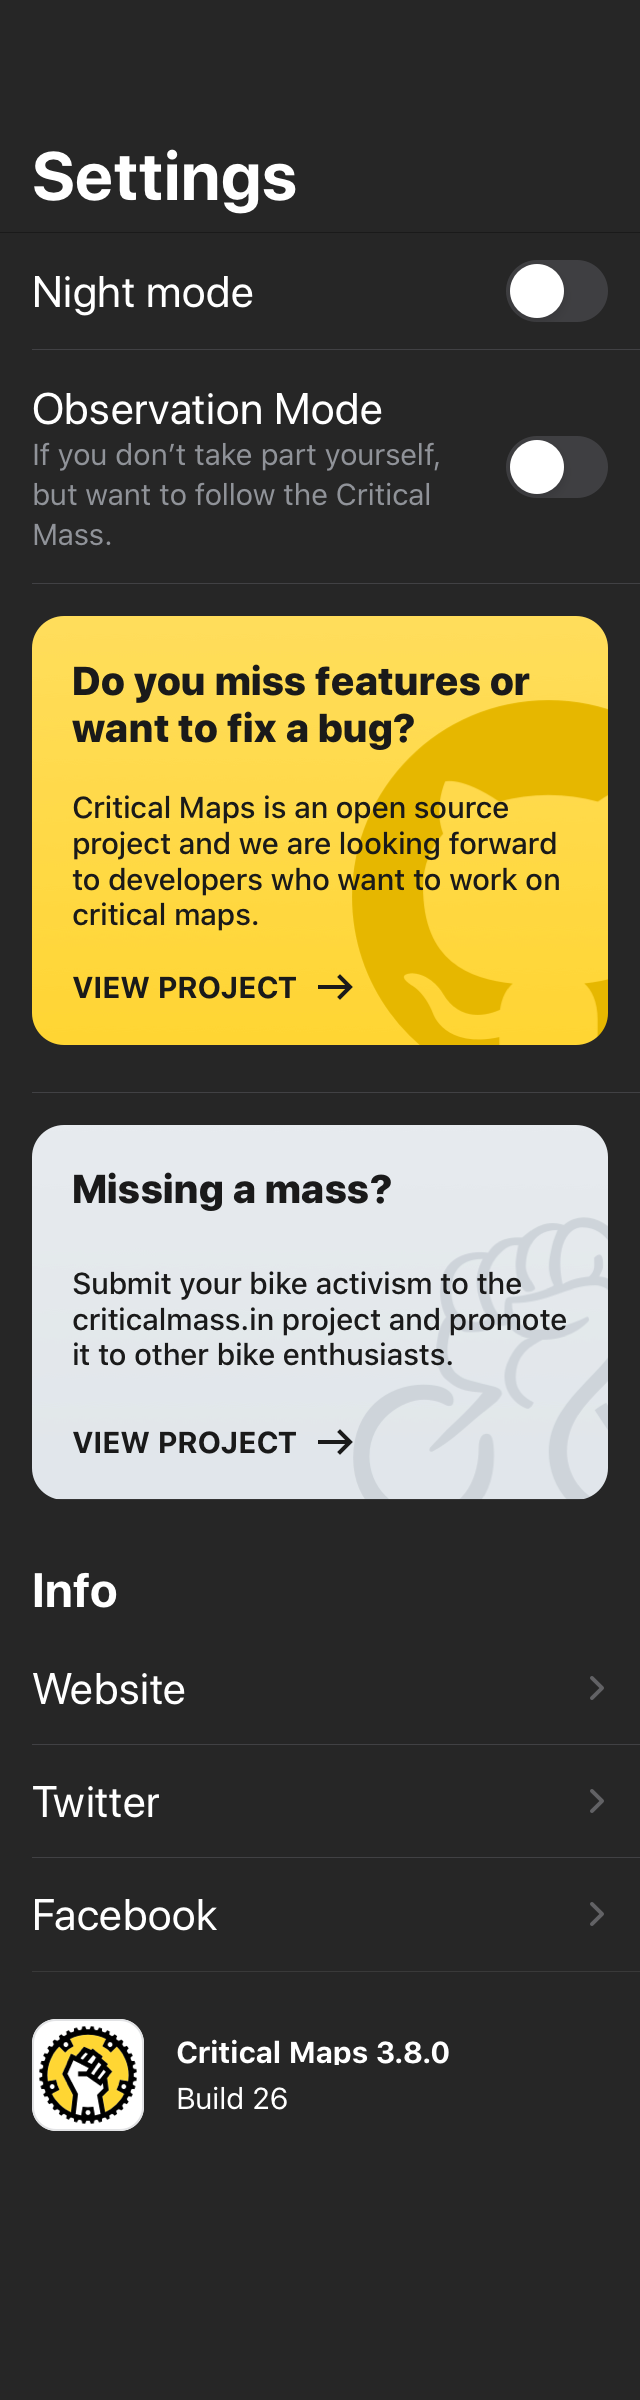 Settings
Night mode
Observation Mode
If you don’t take part yourself,
but want to follow the Critical
Mass.
Do you miss features or
want to fix a bug?
Critical Maps is an open source
project and we are looking forward
to developers who want to work on
critical maps.
VIEW PROJECT
Missing a mass?
Submit your bike activism to the
criticalmass.in project and promote
it to other bike enthusiasts.
VIEW PROJECT
Info
Website
Twitter
Facebook
Critical Maps 3.8.0
Build 26